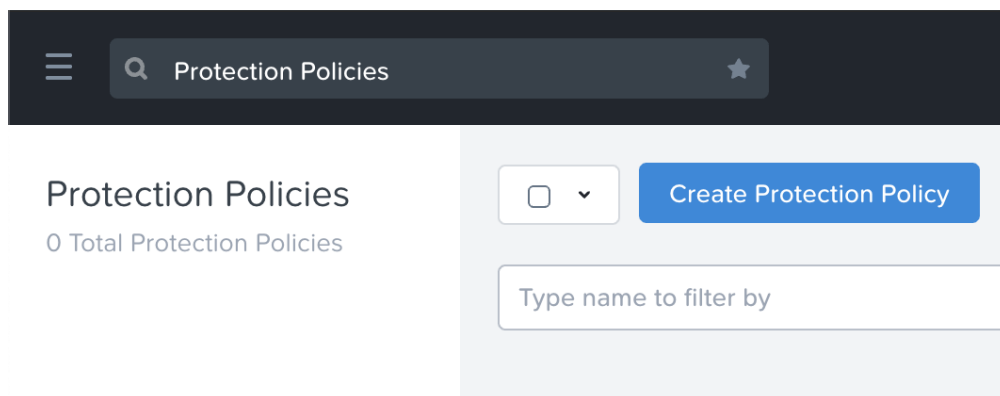 Protection Policies
Protection Policies
0 Total Protection Policies
Create Protection Policy
Type name to filter by